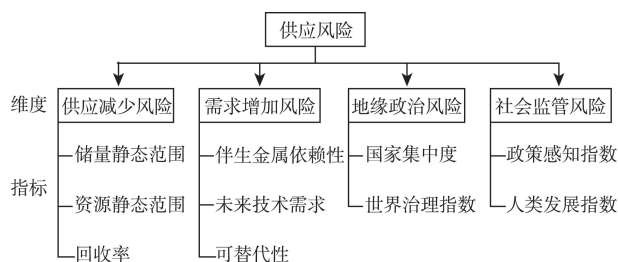 供应风险
维度 供应减少风险 需求增加风险 地缘政治风险 社会监管风险
储量静态范围 伴生金属依赖性 国家集中度 政策感知指数
指标
资源静态范围 未来技术需求 世界治理指数 人类发展指数
回收率 可替代性